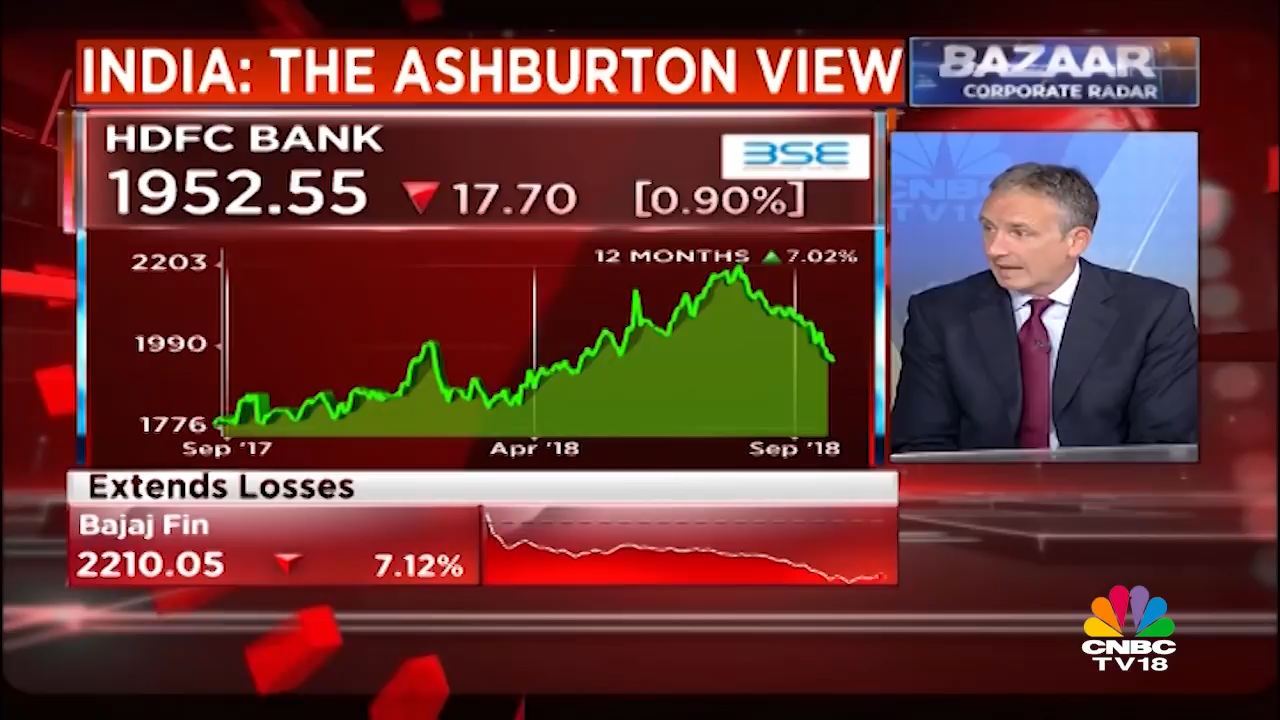 INDIA: THE ASHBURTON VIEW
BAZAAR
CORPORATE RADAR
HDFC BANK
BSE
1952.55 ▼ 17.70 [0.90%]
12 MONTHS ▲ 7.02%
2203
1990
1776
Sep '17 Apr '18 Sep '18
CNBC
TV18
Extends Losses
Bajaj Fin
2210.05 ▼ 7.12%
CNBC
TV18